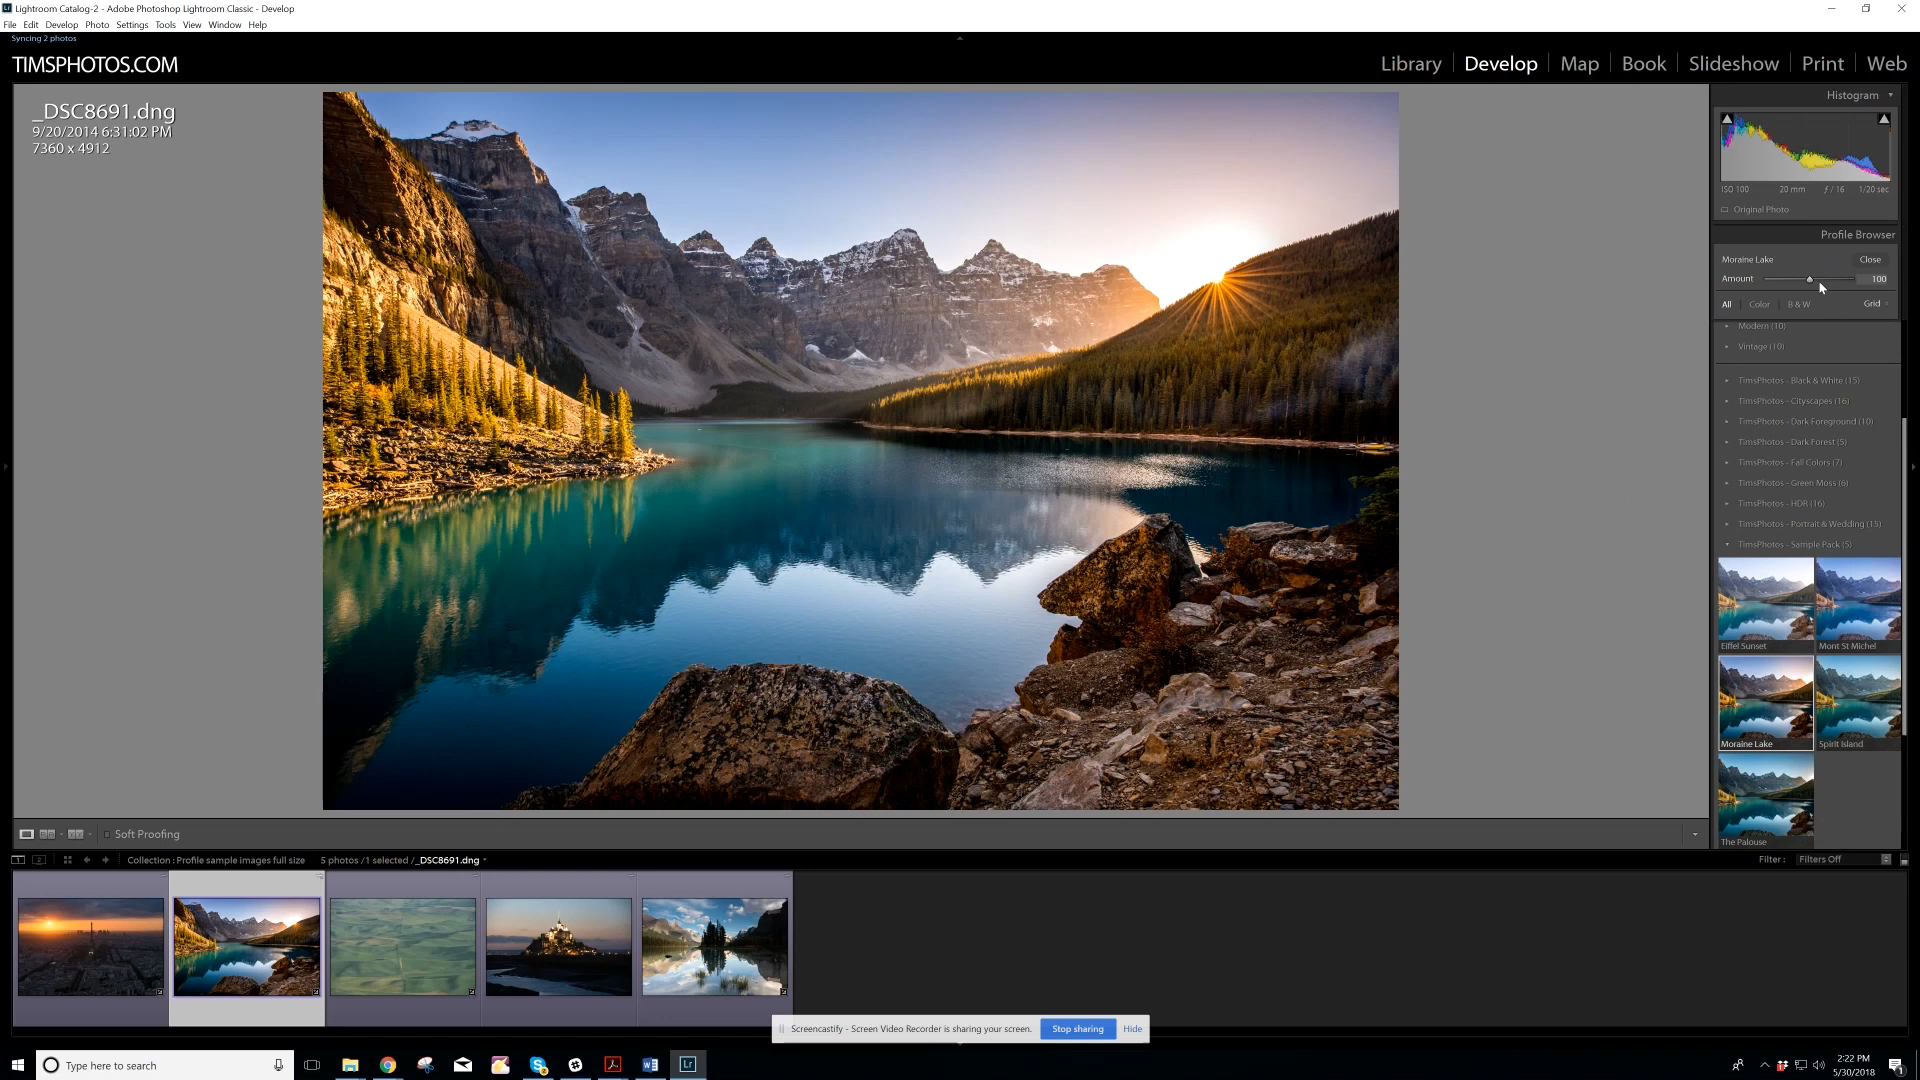 Lightroom Catalog-2 - Adobe Photoshop Lightroom Classic - Develop
File Edit Develop Photo Settings Tools View Window Help
Syncing 2 photos
TIMSPHOTOS.COM
Library Develop Map Book Slideshow Print Web
_DSC8691.dng
9/20/2014 6:31:02 PM
7360 x 4912
Histogram
ISO 100 20 mm f / 16 1/20 sec
Original Photo
Profile Browser
Moraine Lake Close
Amount 100
All Color B & W Grid
Modern (10)
Vintage (10)
TimsPhotos - Black & White (15)
TimsPhotos - Cityscapes (16)
TimsPhotos - Dark Foreground (10)
TimsPhotos - Dark Forest (5)
TimsPhotos - Fall Colors (7)
TimsPhotos - Green Moss (6)
TimsPhotos - HDR (16)
TimsPhotos - Portrait & Wedding (15)
TimsPhotos - Sample Pack (5)
Eiffel Sunset Mont St Michel
Moraine Lake Spirit Island
The Palouse
Soft Proofing
1 2 Collection : Profile sample images full size 5 photos /1 selected /_DSC8691.dng
Filter : Filters Off
Screencastify - Screen Video Recorder is sharing your screen. Stop sharing Hide
Type here to search
Lr
2:22 PM
5/30/2018
1